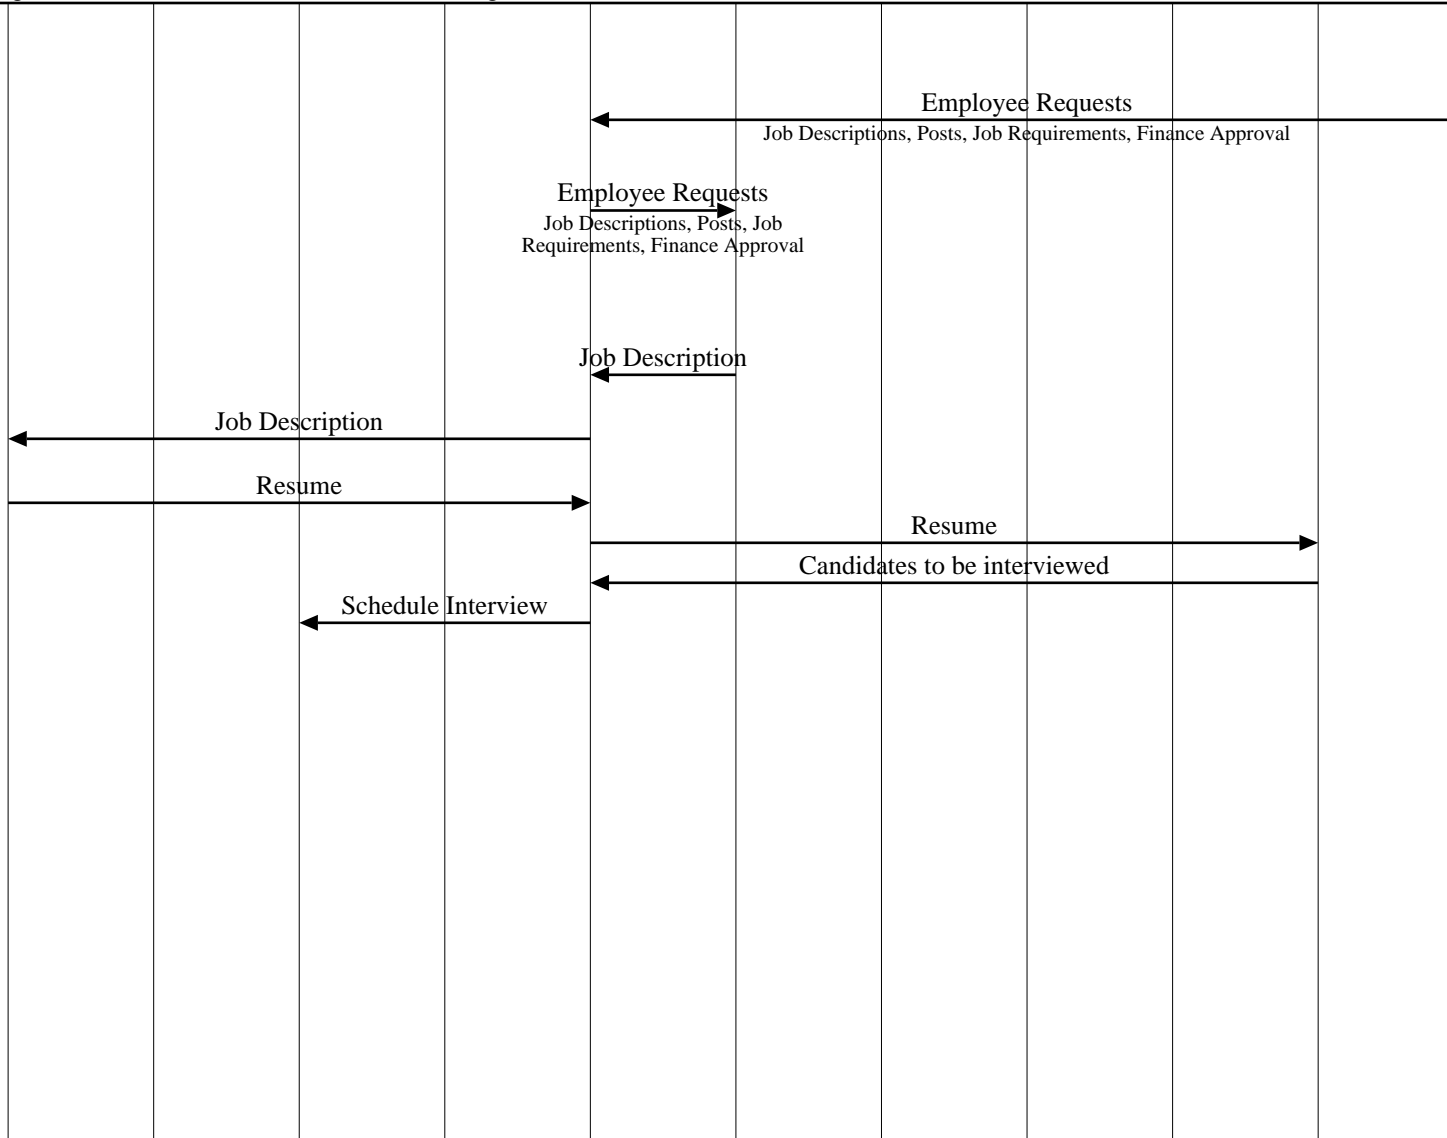 Employee Requests
Job Descriptions, Posts, Job Requirements, Finance Approval
Employee Requests
Job Descriptions, Posts, Job
Requirements, Finance Approval
Job Description
Job Description
Resume
Resume
Candidates to be interviewed
Schedule Interview